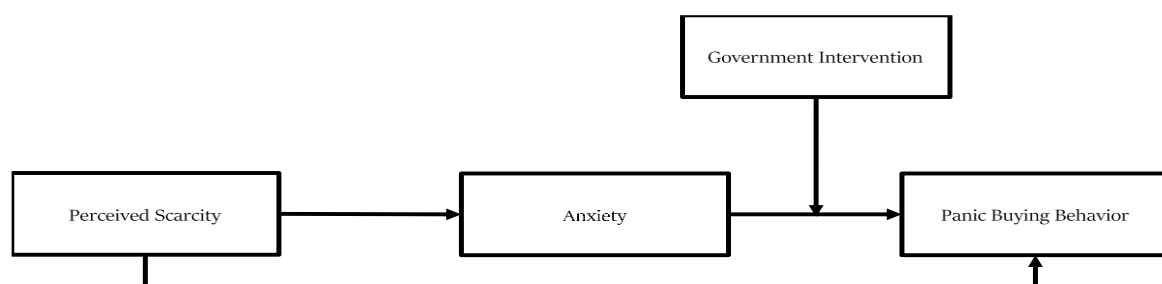 Government Intervention
Perceived Scarcity
Anxiety
Panic Buying Behavior